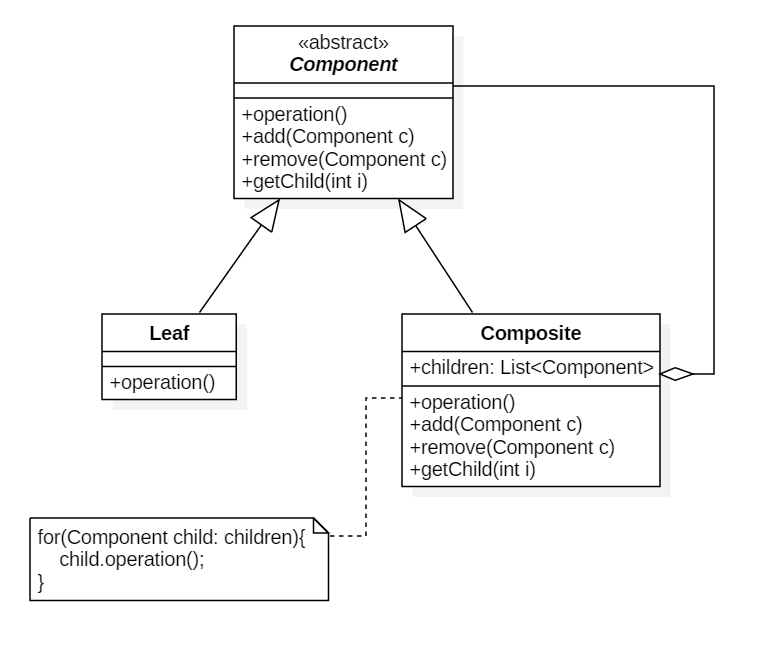 «abstract»
Component
+operation()
+add(Component c)
+remove(Component c)
+getChild(int i)
Leaf
+operation()
Composite
+children: List<Component>
+operation()
+add(Component c)
+remove(Component c)
+getChild(int i)
for(Component child: children){
child.operation();
}